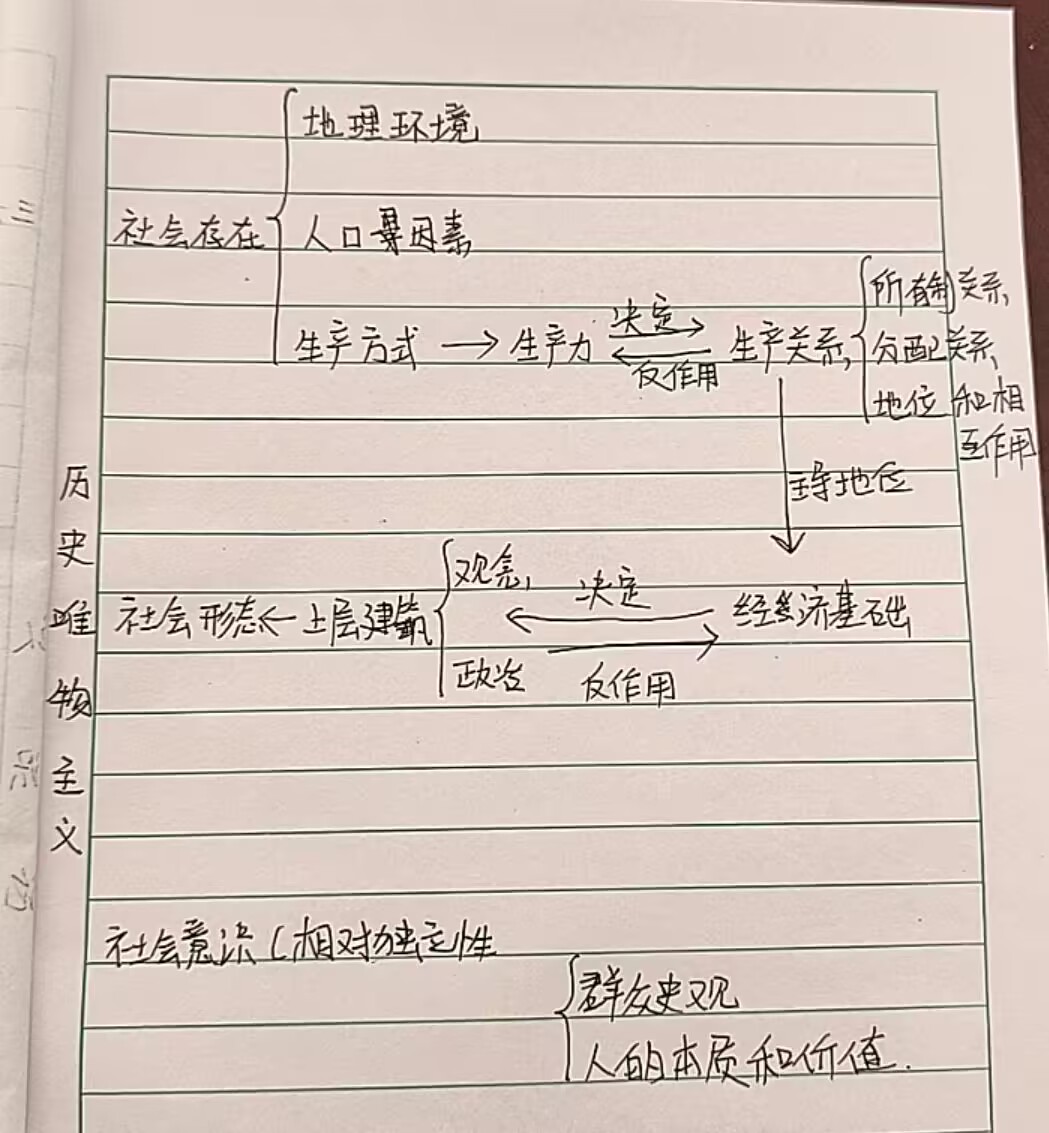 地理环境
社会存在
人口因素
所有制关系,
生产方式 → 生产力 决定 反作用 生产关系,
分配关系,
地位和相
互作用
主导地位
历史唯物主义
观念,
社会形态 ← 上层建筑 决定 经济基础
政治 反作用
社会意识(相对独立性
群众史观
人的本质和价值.